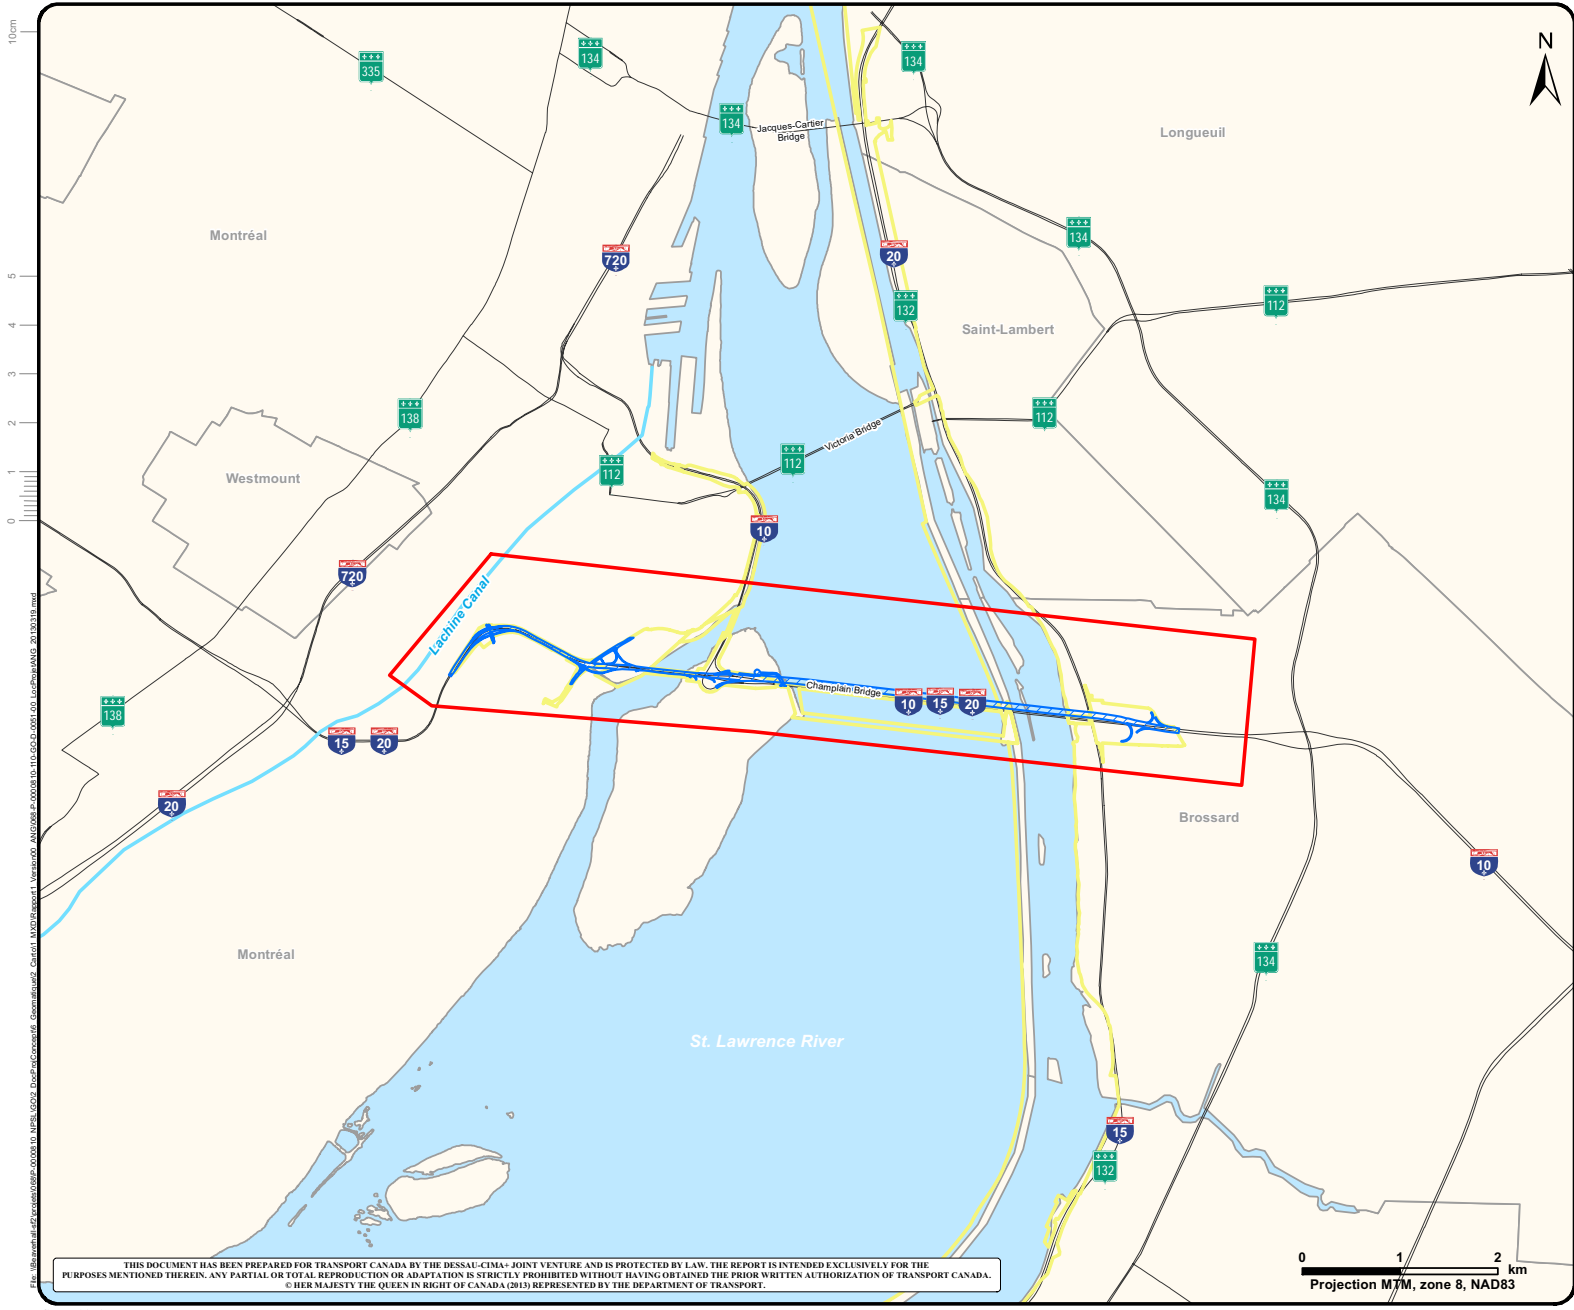 10cm
5
4
3
2
1
0
N
335
134
134
134
Jacques-Cartier
Bridge
Longueuil
Montréal
134
720
20
132
112
Saint-Lambert
138
112
Victoria Bridge
112
112
Westmount
134
10
720
Lachine Canal
Champlain Bridge
10
15
20
138
15
20
20
Brossard
10
Montréal
134
St. Lawrence River
15
132
THIS DOCUMENT HAS BEEN PREPARED FOR TRANSPORT CANADA BY THE DESSAU-CIMA+ JOINT VENTURE AND IS PROTECTED BY LAW. THE REPORT IS INTENDED EXCLUSIVELY FOR THE
PURPOSES MENTIONED THEREIN. ANY PARTIAL OR TOTAL REPRODUCTION OR ADAPTATION IS STRICTLY PROHIBITED WITHOUT HAVING OBTAINED THE PRIOR WRITTEN AUTHORIZATION OF TRANSPORT CANADA.
© HER MAJESTY THE QUEEN IN RIGHT OF CANADA (2013) REPRESENTED BY THE DEPARTMENT OF TRANSPORT.
0 1 2
km
Projection MTM, zone 8, NAD83